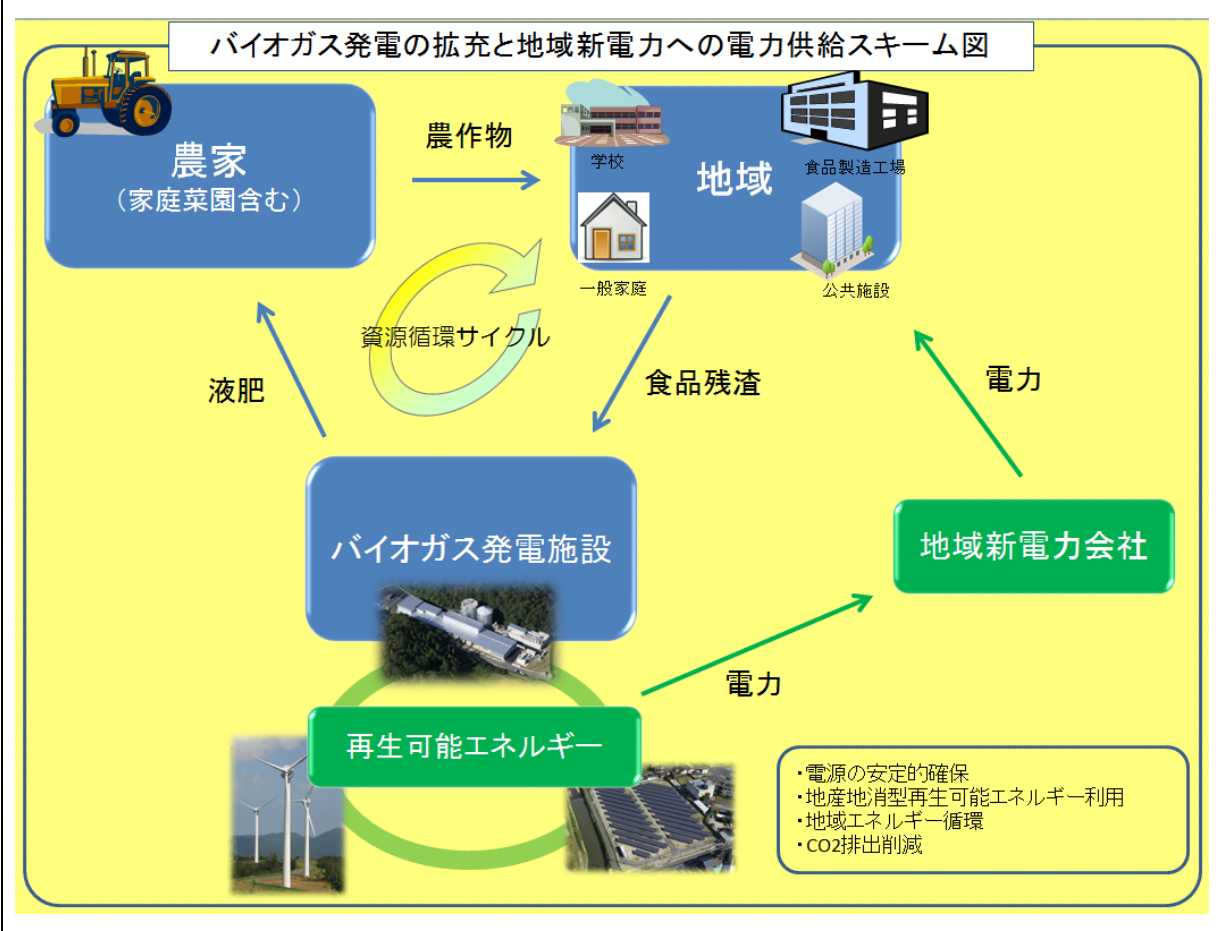 バイオガス発電の拡充と地域新電力への電力供給スキーム図
農家
（家庭菜園含む）
農作物
学校
地域
食品製造工場
一般家庭
公共施設
資源循環サイクル
液肥
食品残渣
電力
バイオガス発電施設
地域新電力会社
電力
再生可能エネルギー
・電源の安定的確保
・地産地消型再生可能エネルギー利用
・地域エネルギー循環
・CO2排出削減